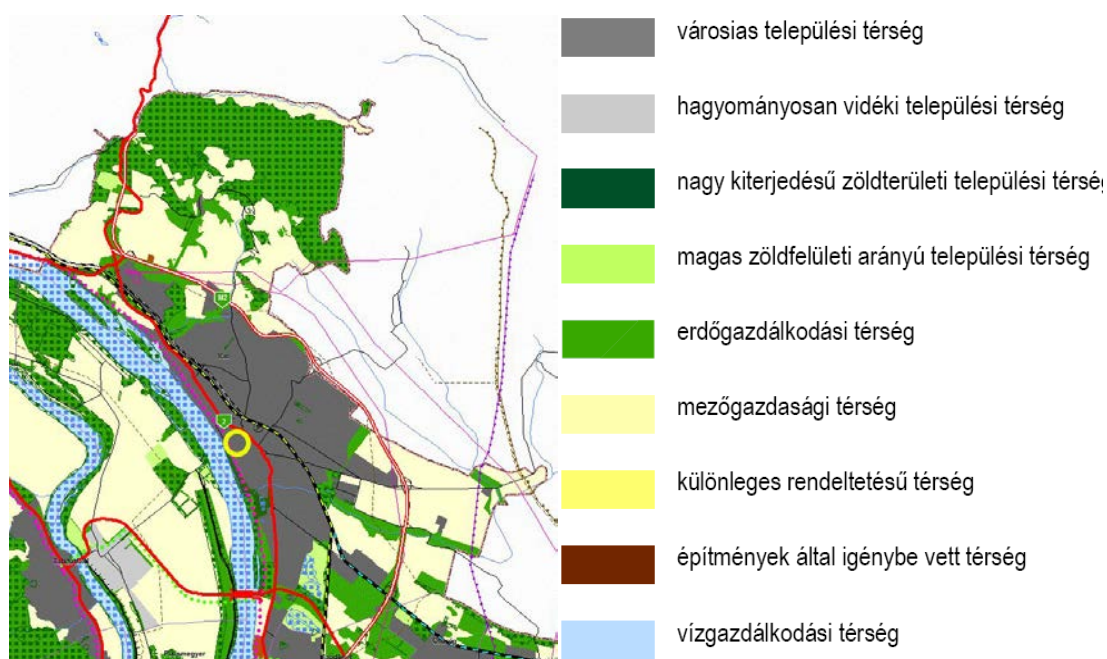 városias települési térség
hagyományosan vidéki települési térség
nagy kiterjedésű zöldterületi települési térség
magas zöldfelületi arányú települési térség
erdőgazdálkodási térség
mezőgazdasági térség
különleges rendeltetésű térség
építmények által igénybe vett térség
vízgazdálkodási térség
M2
2